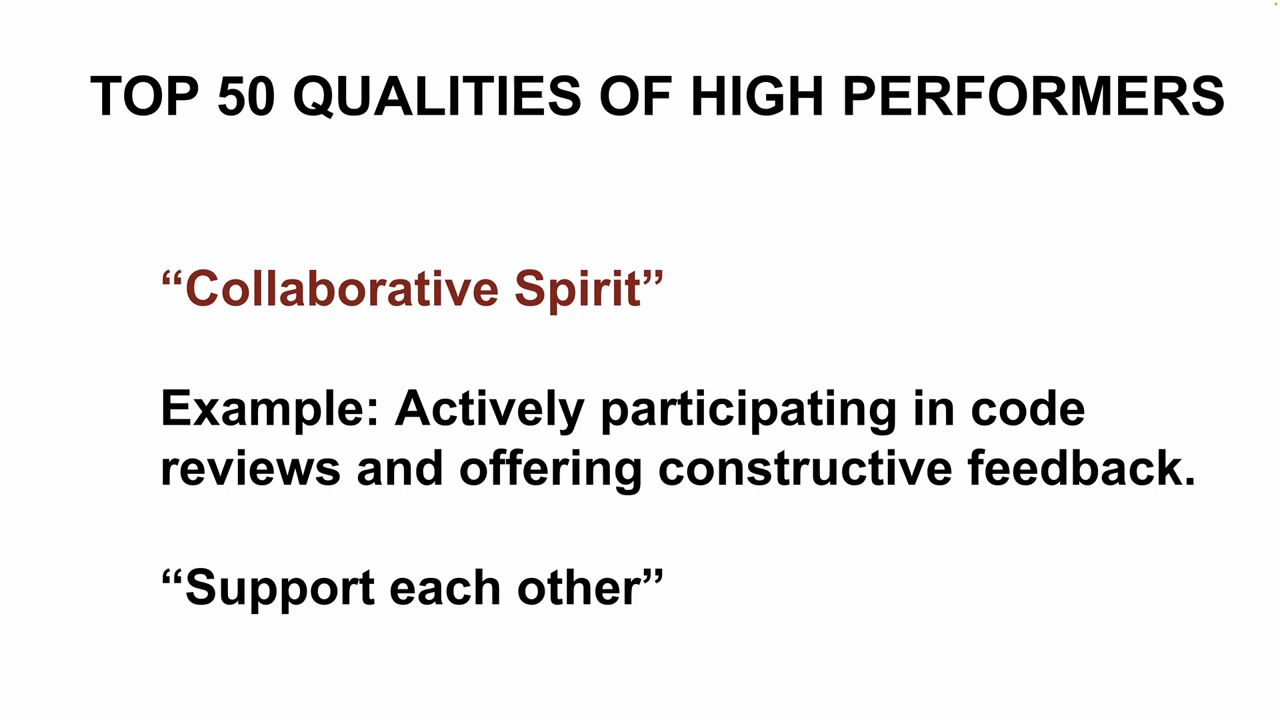 TOP 50 QUALITIES OF HIGH PERFORMERS
“Collaborative Spirit”
Example: Actively participating in code
reviews and offering constructive feedback.
“Support each other”